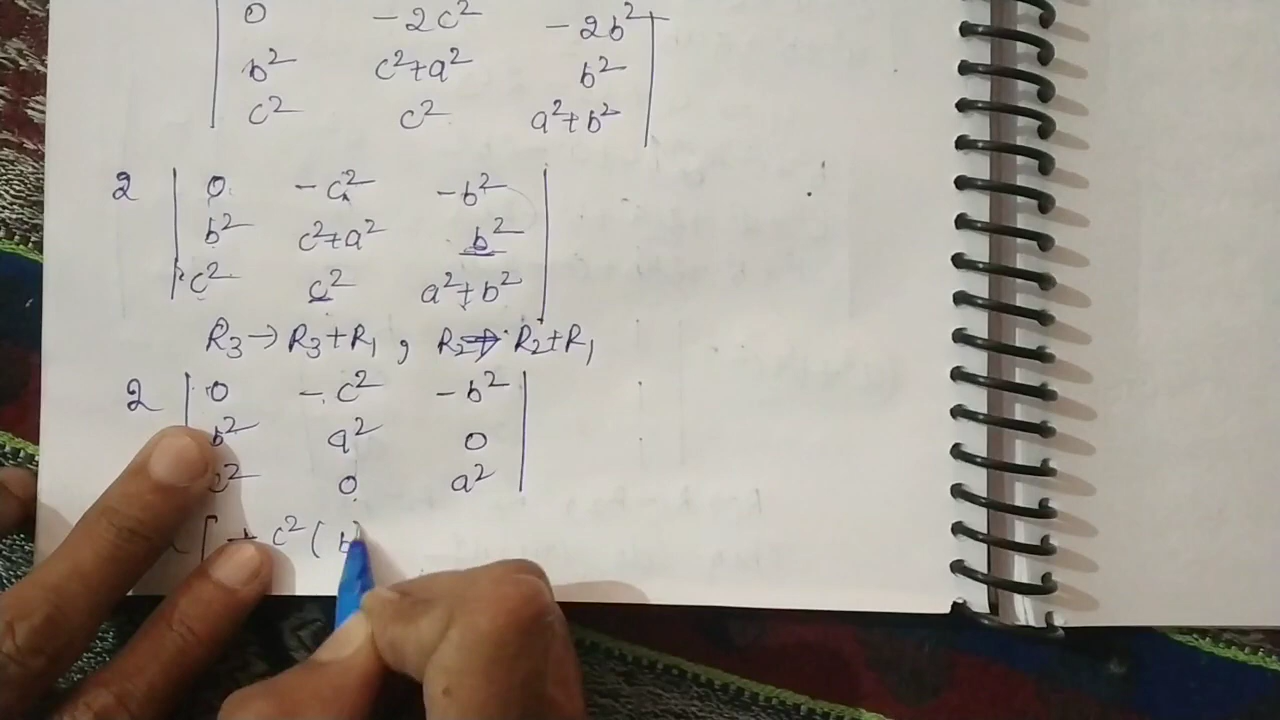 0 -2c² -2b²
b² c²+a² b²
c² c² a²+b²
2 | 0 -c² -b² |
b² c²+a² b²
c² c² a²+b²
R₃→R₃+R₁, R₂→R₂+R₁
2 | 0 -c² -b² |
b² a² 0
c² 0 a²
[+c²(b